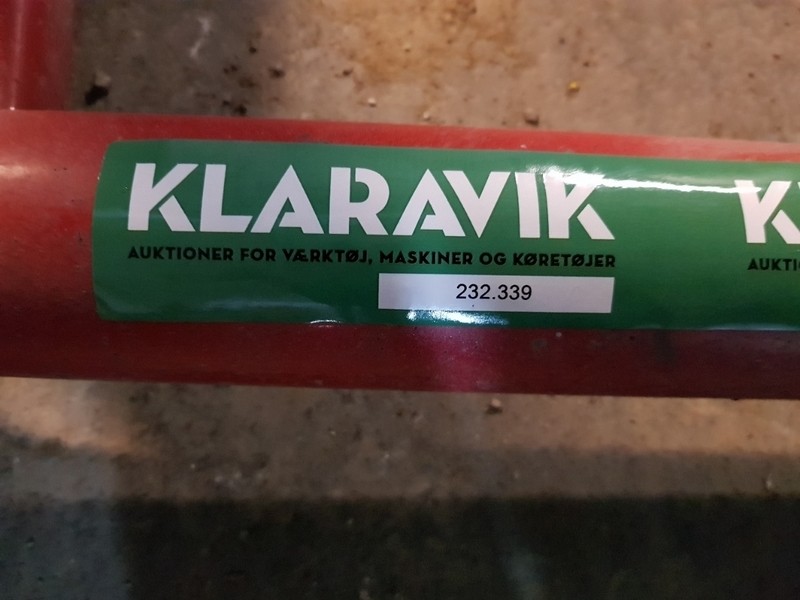 KLARAVIK
AUKTIONER FOR VÆRKTØJ, MASKINER OG KØRETØJER
232.339